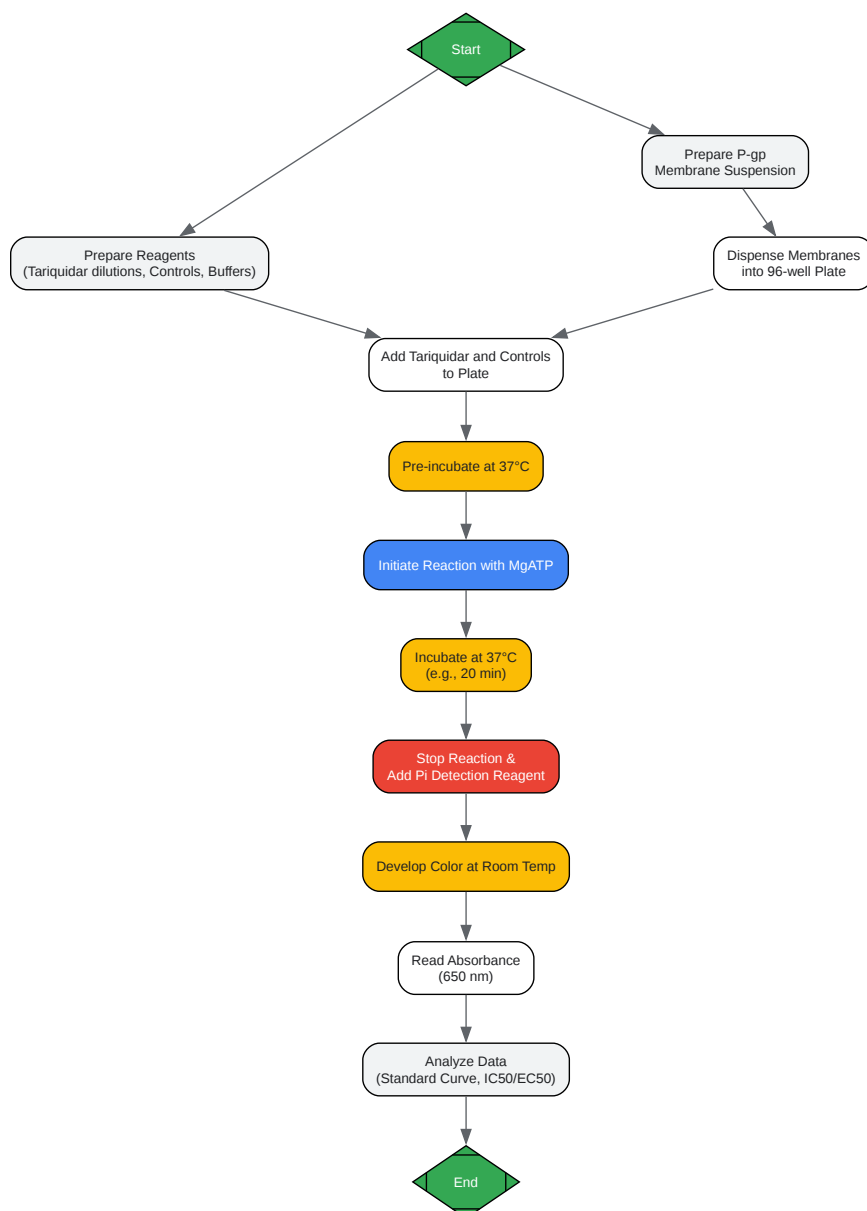 Start
Prepare P-gp
Membrane Suspension
Prepare Reagents
(Tariquidar dilutions, Controls, Buffers)
Dispense Membranes
into 96-well Plate
Add Tariquidar and Controls
to Plate
Pre-incubate at 37°C
Initiate Reaction with MgATP
Incubate at 37°C
(e.g., 20 min)
Stop Reaction &
Add Pi Detection Reagent
Develop Color at Room Temp
Read Absorbance
(650 nm)
Analyze Data
(Standard Curve, IC50/EC50)
End